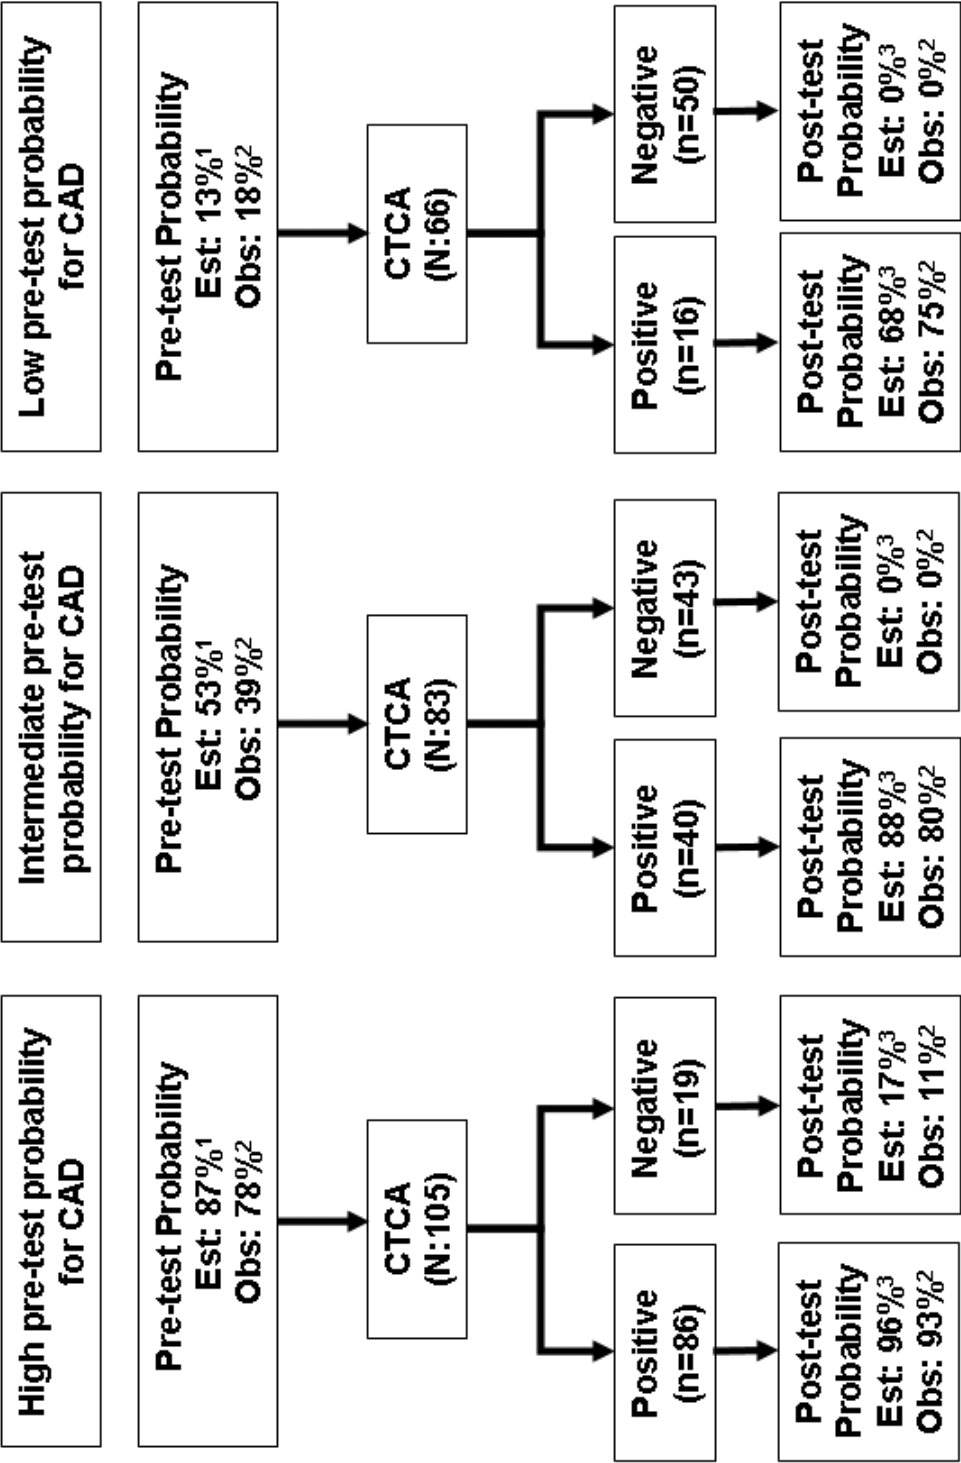 High pre-test probability
for CAD
Pre-test Probability
Est: 87%¹
Obs: 78%²
CTCA
(N:105)
Positive
(n=86)
Negative
(n=19)
Post-test
Probability
Est: 96%³
Obs: 93%²
Post-test
Probability
Est: 17%³
Obs: 11%²
Intermediate pre-test
probability for CAD
Pre-test Probability
Est: 53%¹
Obs: 39%²
CTCA
(N:83)
Positive
(n=40)
Negative
(n=43)
Post-test
Probability
Est: 88%³
Obs: 80%²
Post-test
Probability
Est: 0%³
Obs: 0%²
Low pre-test probability
for CAD
Pre-test Probability
Est: 13%¹
Obs: 18%²
CTCA
(N:66)
Positive
(n=16)
Negative
(n=50)
Post-test
Probability
Est: 68%³
Obs: 75%²
Post-test
Probability
Est: 0%³
Obs: 0%²